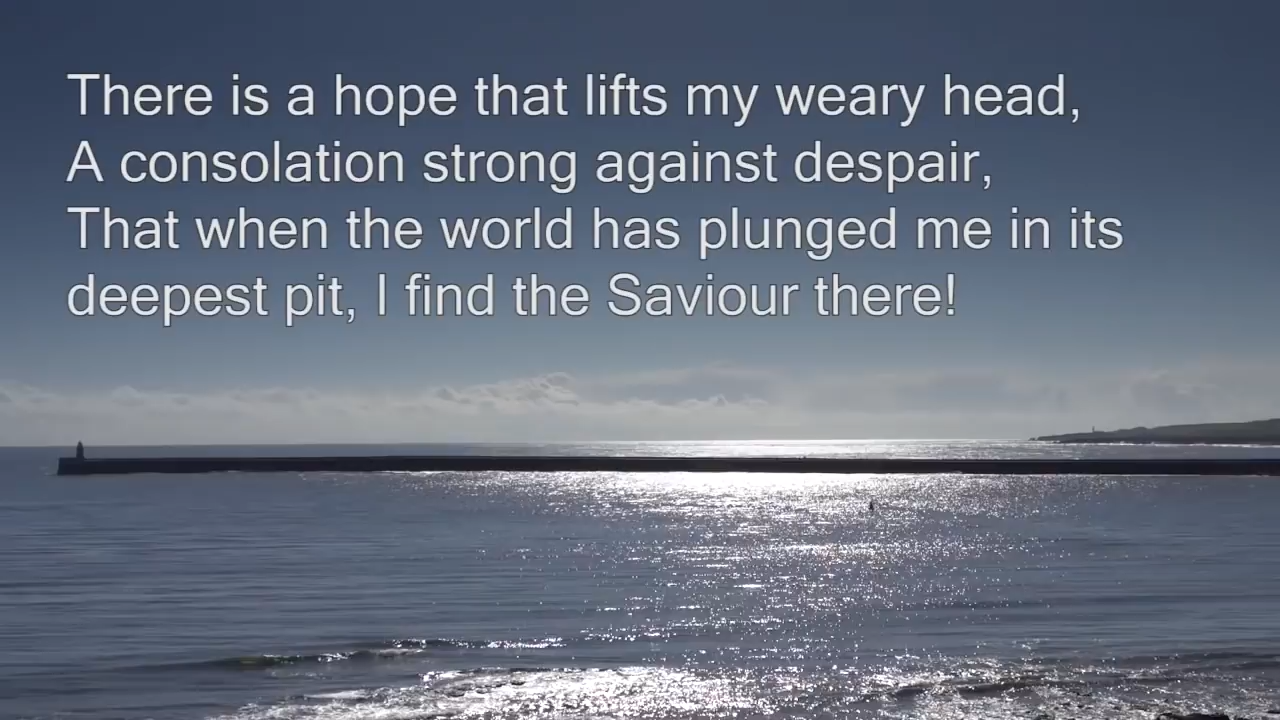 There is a hope that lifts my weary head,
A consolation strong against despair,
That when the world has plunged me in its
deepest pit, I find the Saviour there!